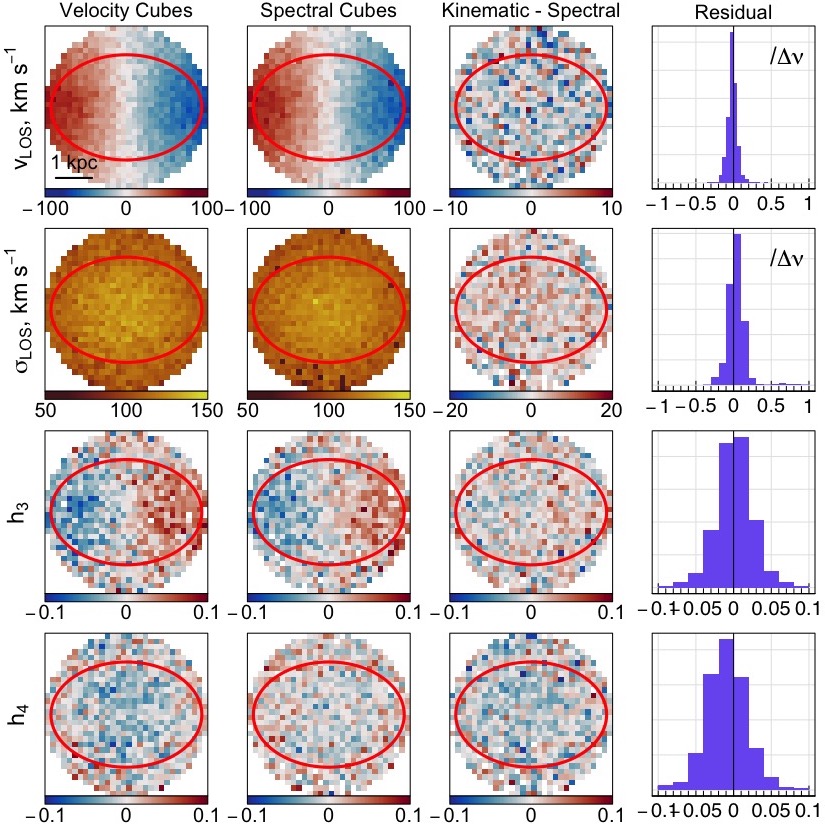 Velocity Cubes Spectral Cubes Kinematic - Spectral Residual
vLOS, km s−1
1 kpc
/Δν
−100 0 100 −100 0 100 −10 0 10 −1 −0.5 0 0.5 1
σLOS, km s−1
/Δν
50 100 150 50 100 150 −20 0 20 −1 −0.5 0 0.5 1
h3
−0.1 0 0.1 −0.1 0 0.1 −0.1 0 0.1 −0.1 −0.05 0 0.05 0.1
h4
−0.1 0 0.1 −0.1 0 0.1 −0.1 0 0.1 −0.1 −0.05 0 0.05 0.1